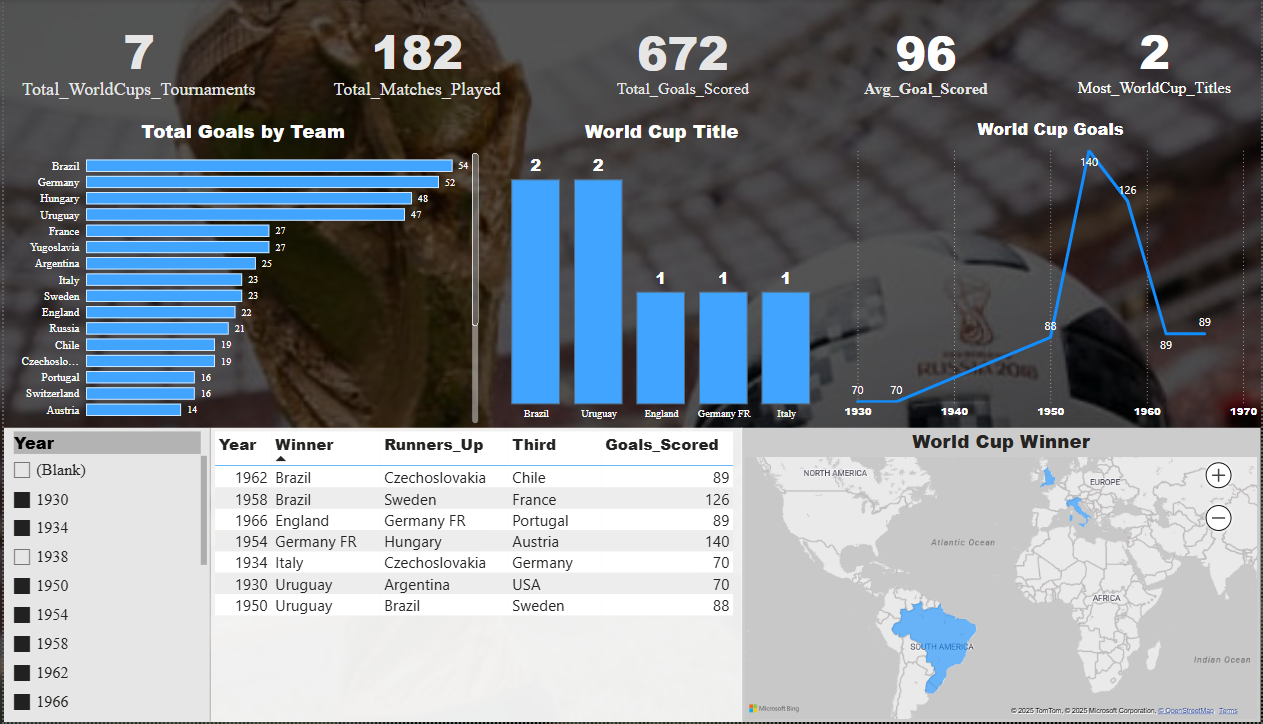 7 182 672 96 2
Total_WorldCups_Tournaments Total_Matches_Played Total_Goals_Scored Avg_Goal_Scored Most_WorldCup_Titles
Total Goals by Team
Brazil 54
Germany 52
Hungary 48
Uruguay 47
France 27
Yugoslavia 27
Argentina 25
Italy 23
Sweden 23
England 22
Russia 21
Chile 19
Czechoslo... 19
Portugal 16
Switzerland 16
Austria 14
World Cup Title
2 2 1 1 1
Brazil Uruguay England Germany FR Italy
World Cup Goals
140
126
88
89
89
70 70
1930 1940 1950 1960 1970
RUSSIA 2018
Year
(Blank)
1930
1934
1938
1950
1954
1958
1962
1966
Year Winner Runners_Up Third Goals_Scored
1962 Brazil Czechoslovakia Chile 89
1958 Brazil Sweden France 126
1966 England Germany FR Portugal 89
1954 Germany FR Hungary Austria 140
1934 Italy Czechoslovakia Germany 70
1930 Uruguay Argentina USA 70
1950 Uruguay Brazil Sweden 88
World Cup Winner
NORTH AMERICA
EUROPE
Atlantic Ocean
AFRICA
SOUTH AMERICA
Indian Ocean
Microsoft Bing
© 2025 TomTom, © 2025 Microsoft Corporation, © OpenStreetMap Terms